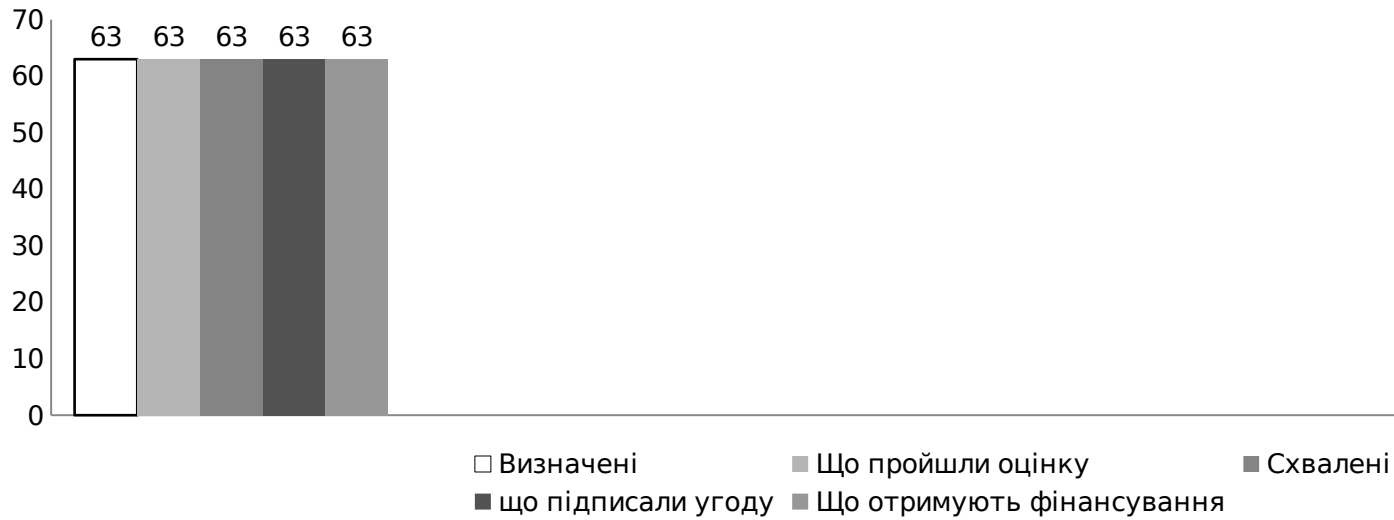 70
63 63 63 63 63
60
50
40
30
20
10
0
Визначені Що пройшли оцінку Схвалені
що підписали угоду Що отримують фінансування